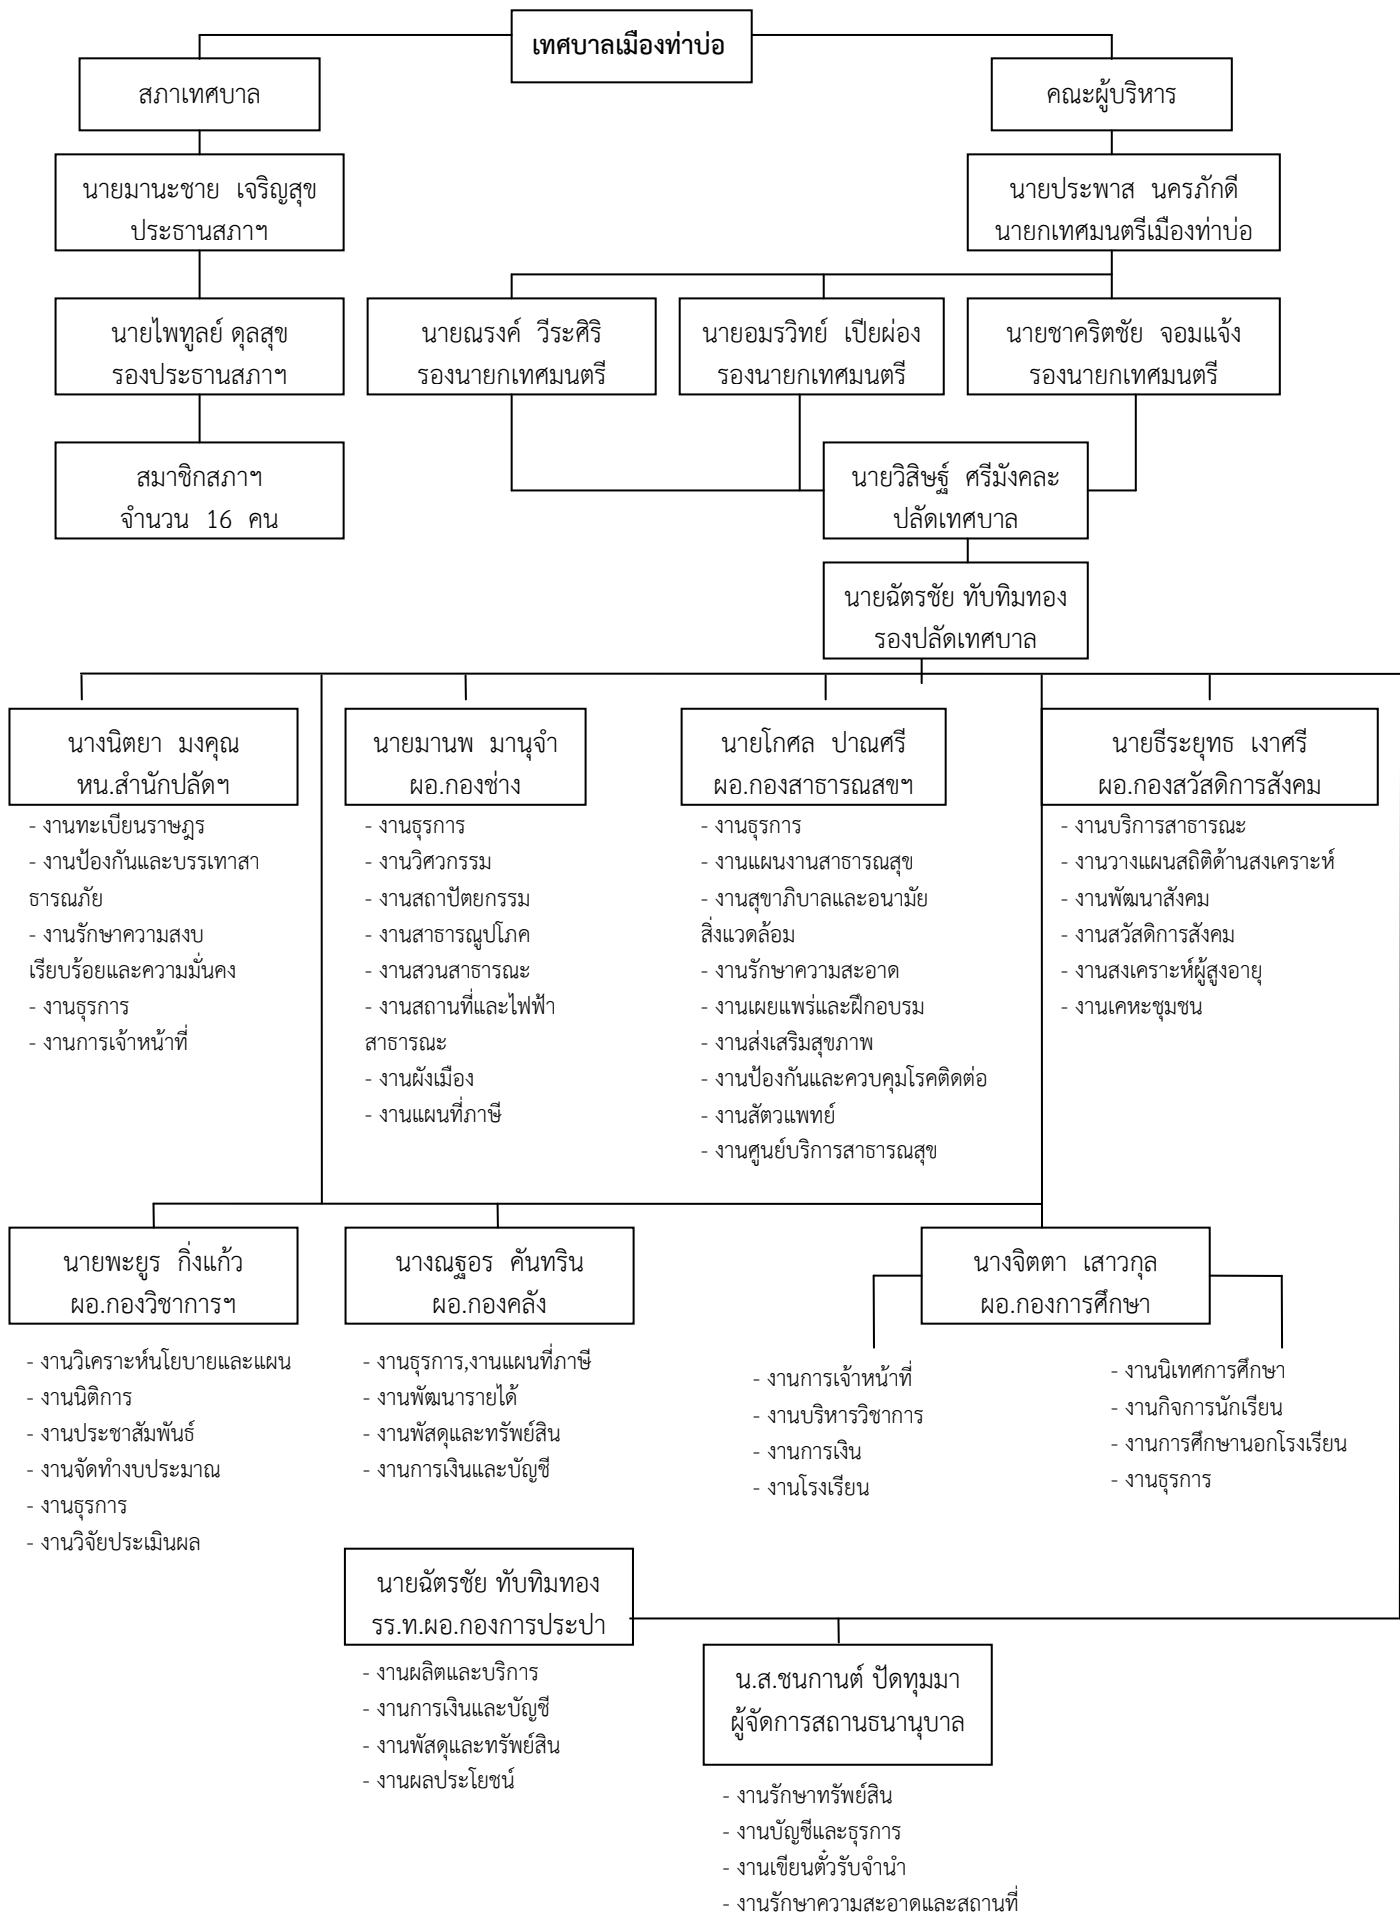 เทศบาลเมืองท่าบ่อ
สภาเทศบาล
คณะผู้บริหาร
นายมานะชาย เจริญสุข
ประธานสภาฯ
นายประพาส นครภักดี
นายกเทศมนตรีเมืองท่าบ่อ
นายไพทูลย์ ดุลสุข
รองประธานสภาฯ
นายณรงค์ วีระศิริ
รองนายกเทศมนตรี
นายอมรวิทย์ เปียผ่อง
รองนายกเทศมนตรี
นายชาคริตชัย จอมแจ้ง
รองนายกเทศมนตรี
สมาชิกสภาฯ
จำนวน 16 คน
นายวิสิษฐ์ ศรีมังคละ
ปลัดเทศบาล
นายฉัตรชัย ทับทิมทอง
รองปลัดเทศบาล
นางนิตยา มงคุณ
หน.สำนักปลัดฯ
- งานทะเบียนราษฎร
- งานป้องกันและบรรเทาสา
ธารณภัย
- งานรักษาความสงบ
เรียบร้อยและความมั่นคง
- งานธุรการ
- งานการเจ้าหน้าที่
นายมานพ มานุจำ
ผอ.กองช่าง
- งานธุรการ
- งานวิศวกรรม
- งานสถาปัตยกรรม
- งานสาธารณูปโภค
- งานสวนสาธารณะ
- งานสถานที่และไฟฟ้า
สาธารณะ
- งานผังเมือง
- งานแผนที่ภาษี
นายโกศล ปาณศรี
ผอ.กองสาธารณสขฯ
- งานธุรการ
- งานแผนงานสาธารณสุข
- งานสุขาภิบาลและอนามัย
สิ่งแวดล้อม
- งานรักษาความสะอาด
- งานเผยแพร่และฝึกอบรม
- งานส่งเสริมสุขภาพ
- งานป้องกันและควบคุมโรคติดต่อ
- งานสัตวแพทย์
- งานศูนย์บริการสาธารณสุข
นายธีระยุทธ เงาศรี
ผอ.กองสวัสดิการสังคม
- งานบริการสาธารณะ
- งานวางแผนสถิติด้านสงเคราะห์
- งานพัฒนาสังคม
- งานสวัสดิการสังคม
- งานสงเคราะห์ผู้สูงอายุ
- งานเคหะชุมชน
นายพะยูร กิ่งแก้ว
ผอ.กองวิชาการฯ
- งานวิเคราะห์นโยบายและแผน
- งานนิติการ
- งานประชาสัมพันธ์
- งานจัดทำงบประมาณ
- งานธุรการ
- งานวิจัยประเมินผล
นางณฐอร คันทริน
ผอ.กองคลัง
- งานธุรการ,งานแผนที่ภาษี
- งานพัฒนารายได้
- งานพัสดุและทรัพย์สิน
- งานการเงินและบัญชี
นางจิตตา เสาวกุล
ผอ.กองการศึกษา
- งานการเจ้าหน้าที่
- งานบริหารวิชาการ
- งานการเงิน
- งานโรงเรียน
- งานนิเทศการศึกษา
- งานกิจการนักเรียน
- งานการศึกษานอกโรงเรียน
- งานธุรการ
นายฉัตรชัย ทับทิมทอง
รร.ท.ผอ.กองการประปา
- งานผลิตและบริการ
- งานการเงินและบัญชี
- งานพัสดุและทรัพย์สิน
- งานผลประโยชน์
น.ส.ชนกานต์ ปัดทุมมา
ผู้จัดการสถานธนานุบาล
- งานรักษาทรัพย์สิน
- งานบัญชีและธุรการ
- งานเขียนตั๋วรับจำนำ
- งานรักษาความสะอาดและสถานที่